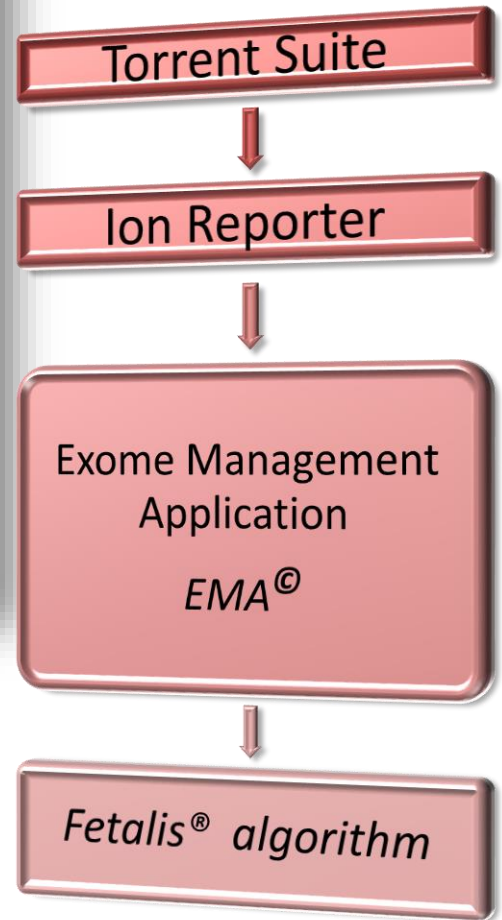 Torrent Suite
Ion Reporter
Exome Management
Application
EMA©
Fetalis® algorithm